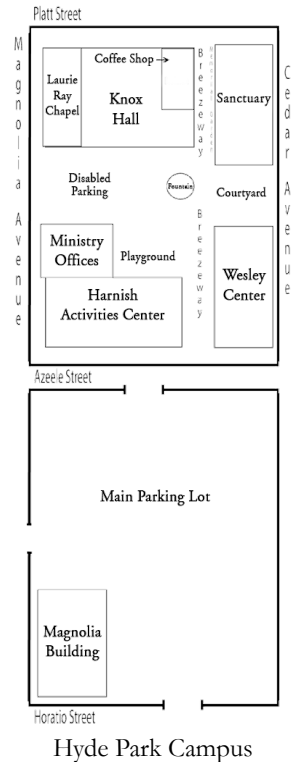 Platt Street
Magnolia Avenue
Coffee Shop
Breezeway
Cedar Avenue
Laurie
Ray
Chapel
Knox
Hall
Sanctuary
Disabled
Parking
Fountain
Courtyard
Ministry
Offices
Playground
Breezeway
Wesley
Center
Harnish
Activities Center
Azeele Street
Main Parking Lot
Magnolia
Building
Horatio Street
Hyde Park Campus